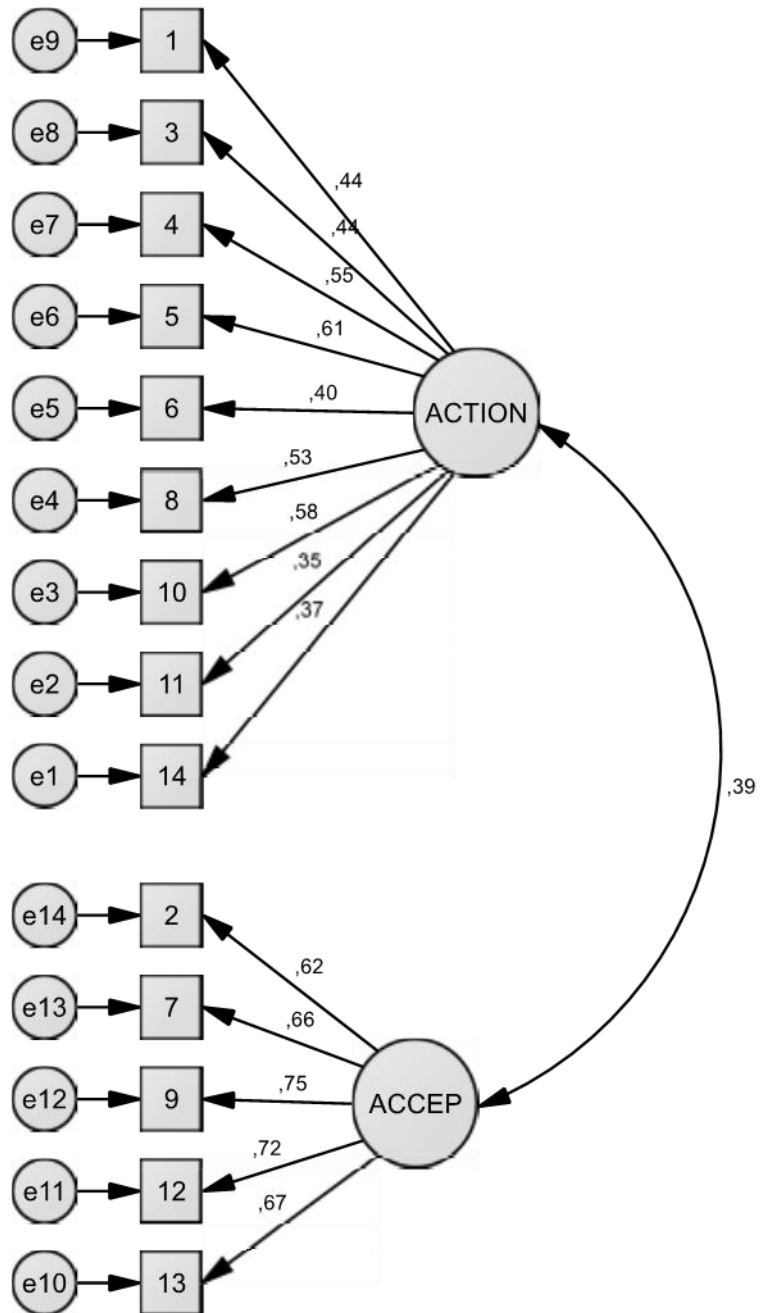 e9 1
,44
e8 3
,44
e7 4
,55
e6 5
,61
e5 6
,40
ACTION
e4 8
,53
e3 10
,58
,35
e2 11
,37
e1 14
,39
e14 2
,62
e13 7
,66
e12 9
,75
ACCEP
e11 12
,72
e10 13
,67